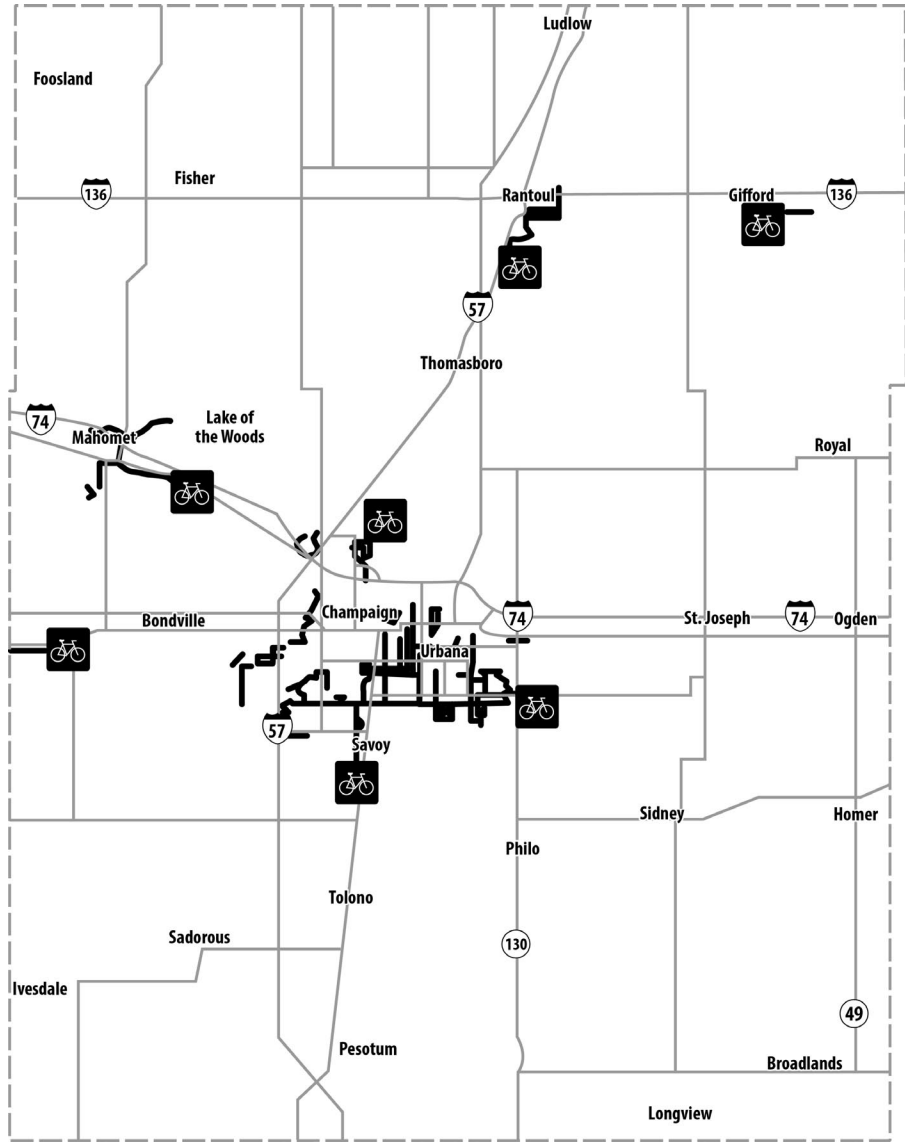 Ludlow
Foosland
Fisher
136
Rantoul
Gifford
136
57
Thomasboro
74
Mahomet
Lake of
the Woods
Royal
Champaign
Bondville
74
St. Joseph
74
Ogden
Urbana
57
Savoy
Sidney
Homer
Philo
Tolono
Sadorous
130
Ivesdale
49
Pesotum
Broadlands
Longview